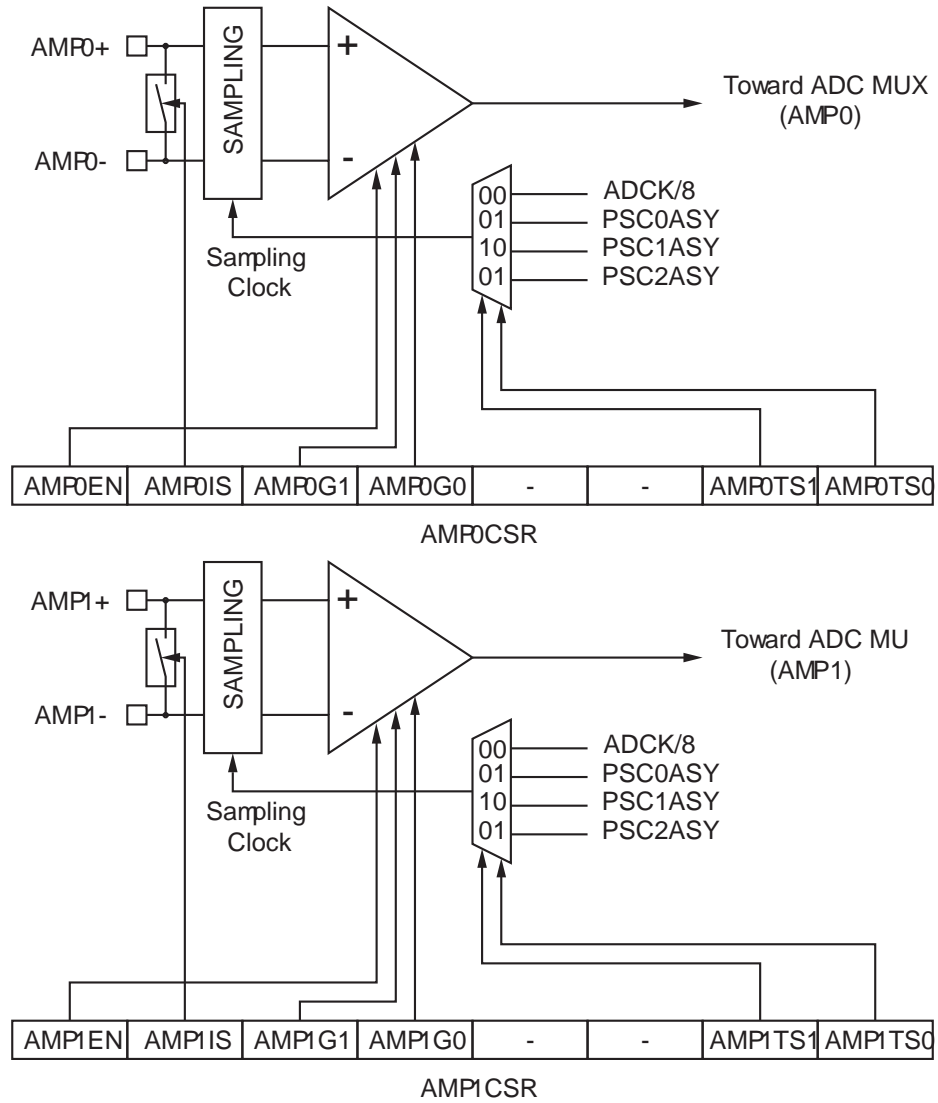 AMP0+
SAMPLING
+
Toward ADC MUX
(AMP0)
AMP0-
-
00
ADCK/8
01
PSC0ASY
10
PSC1ASY
01
PSC2ASY
Sampling
Clock
AMP0EN AMP0IS AMP0G1 AMP0G0 - - AMP0TS1 AMP0TS0
AMP0CSR
AMP1+
SAMPLING
+
Toward ADC MU
(AMP1)
AMP1-
-
00
ADCK/8
01
PSC0ASY
10
PSC1ASY
01
PSC2ASY
Sampling
Clock
AMP1EN AMP1IS AMP1G1 AMP1G0 - - AMP1TS1 AMP1TS0
AMP1CSR